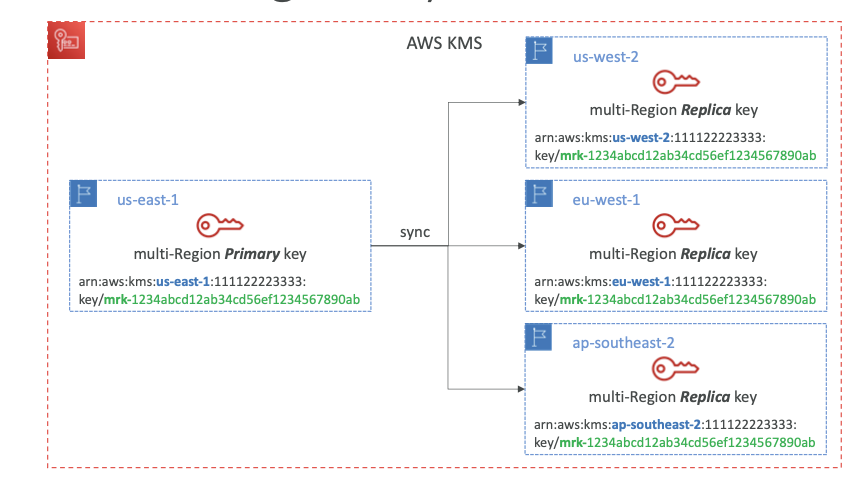 AWS KMS
us-east-1
multi-Region Primary key
arn:aws:kms:us-east-1:111122223333:
key/mrk-1234abcd12ab34cd56ef1234567890ab
sync
us-west-2
multi-Region Replica key
arn:aws:kms:us-west-2:111122223333:
key/mrk-1234abcd12ab34cd56ef1234567890ab
eu-west-1
multi-Region Replica key
arn:aws:kms:eu-west-1:111122223333:
key/mrk-1234abcd12ab34cd56ef1234567890ab
ap-southeast-2
multi-Region Replica key
arn:aws:kms:ap-southeast-2:111122223333:
key/mrk-1234abcd12ab34cd56ef1234567890ab